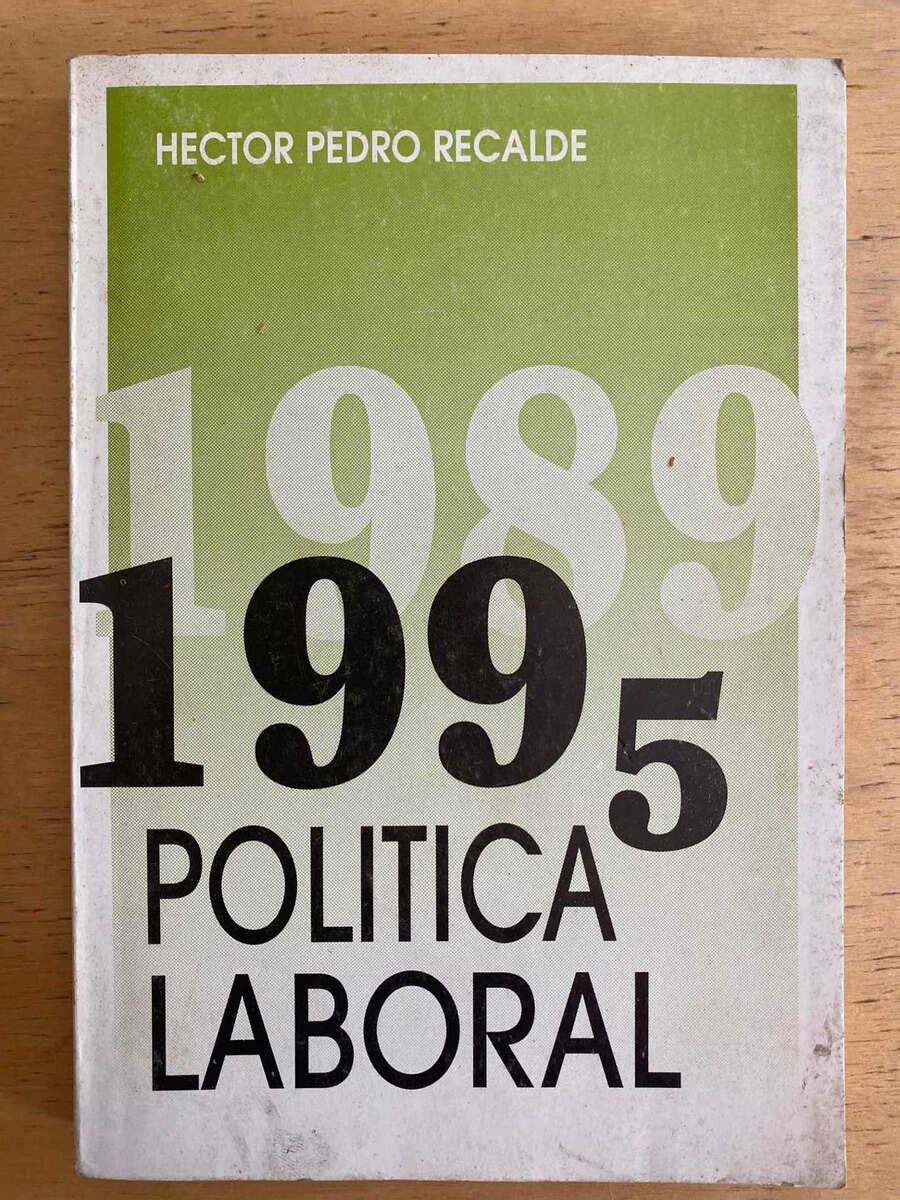 HECTOR PEDRO RECALDE
1989
1995
POLITICA
LABORAL